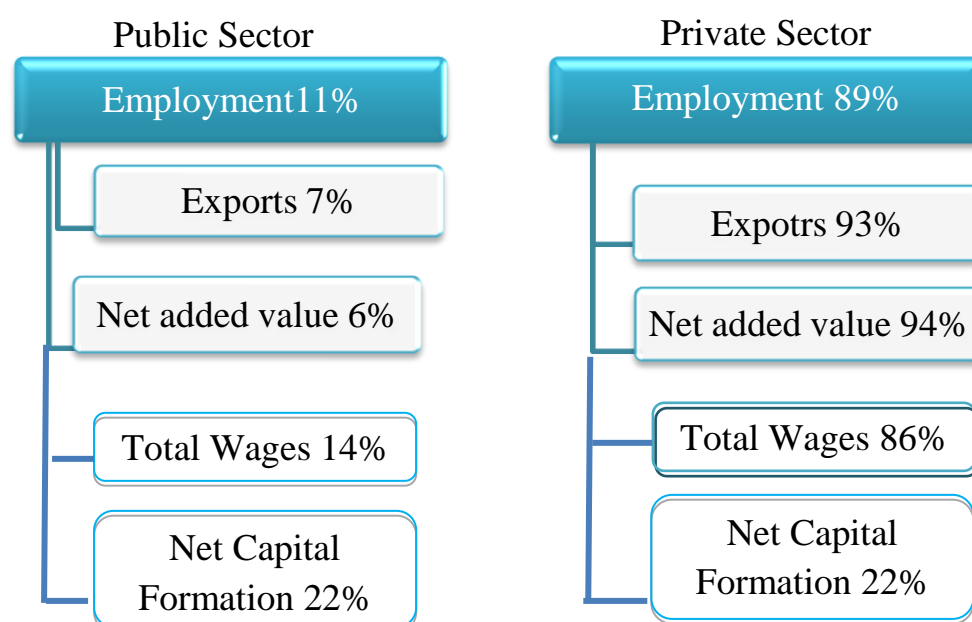 Public Sector
Employment11%
Exports 7%
Net added value 6%
Total Wages 14%
Net Capital
Formation 22%
Private Sector
Employment 89%
Expotrs 93%
Net added value 94%
Total Wages 86%
Net Capital
Formation 22%